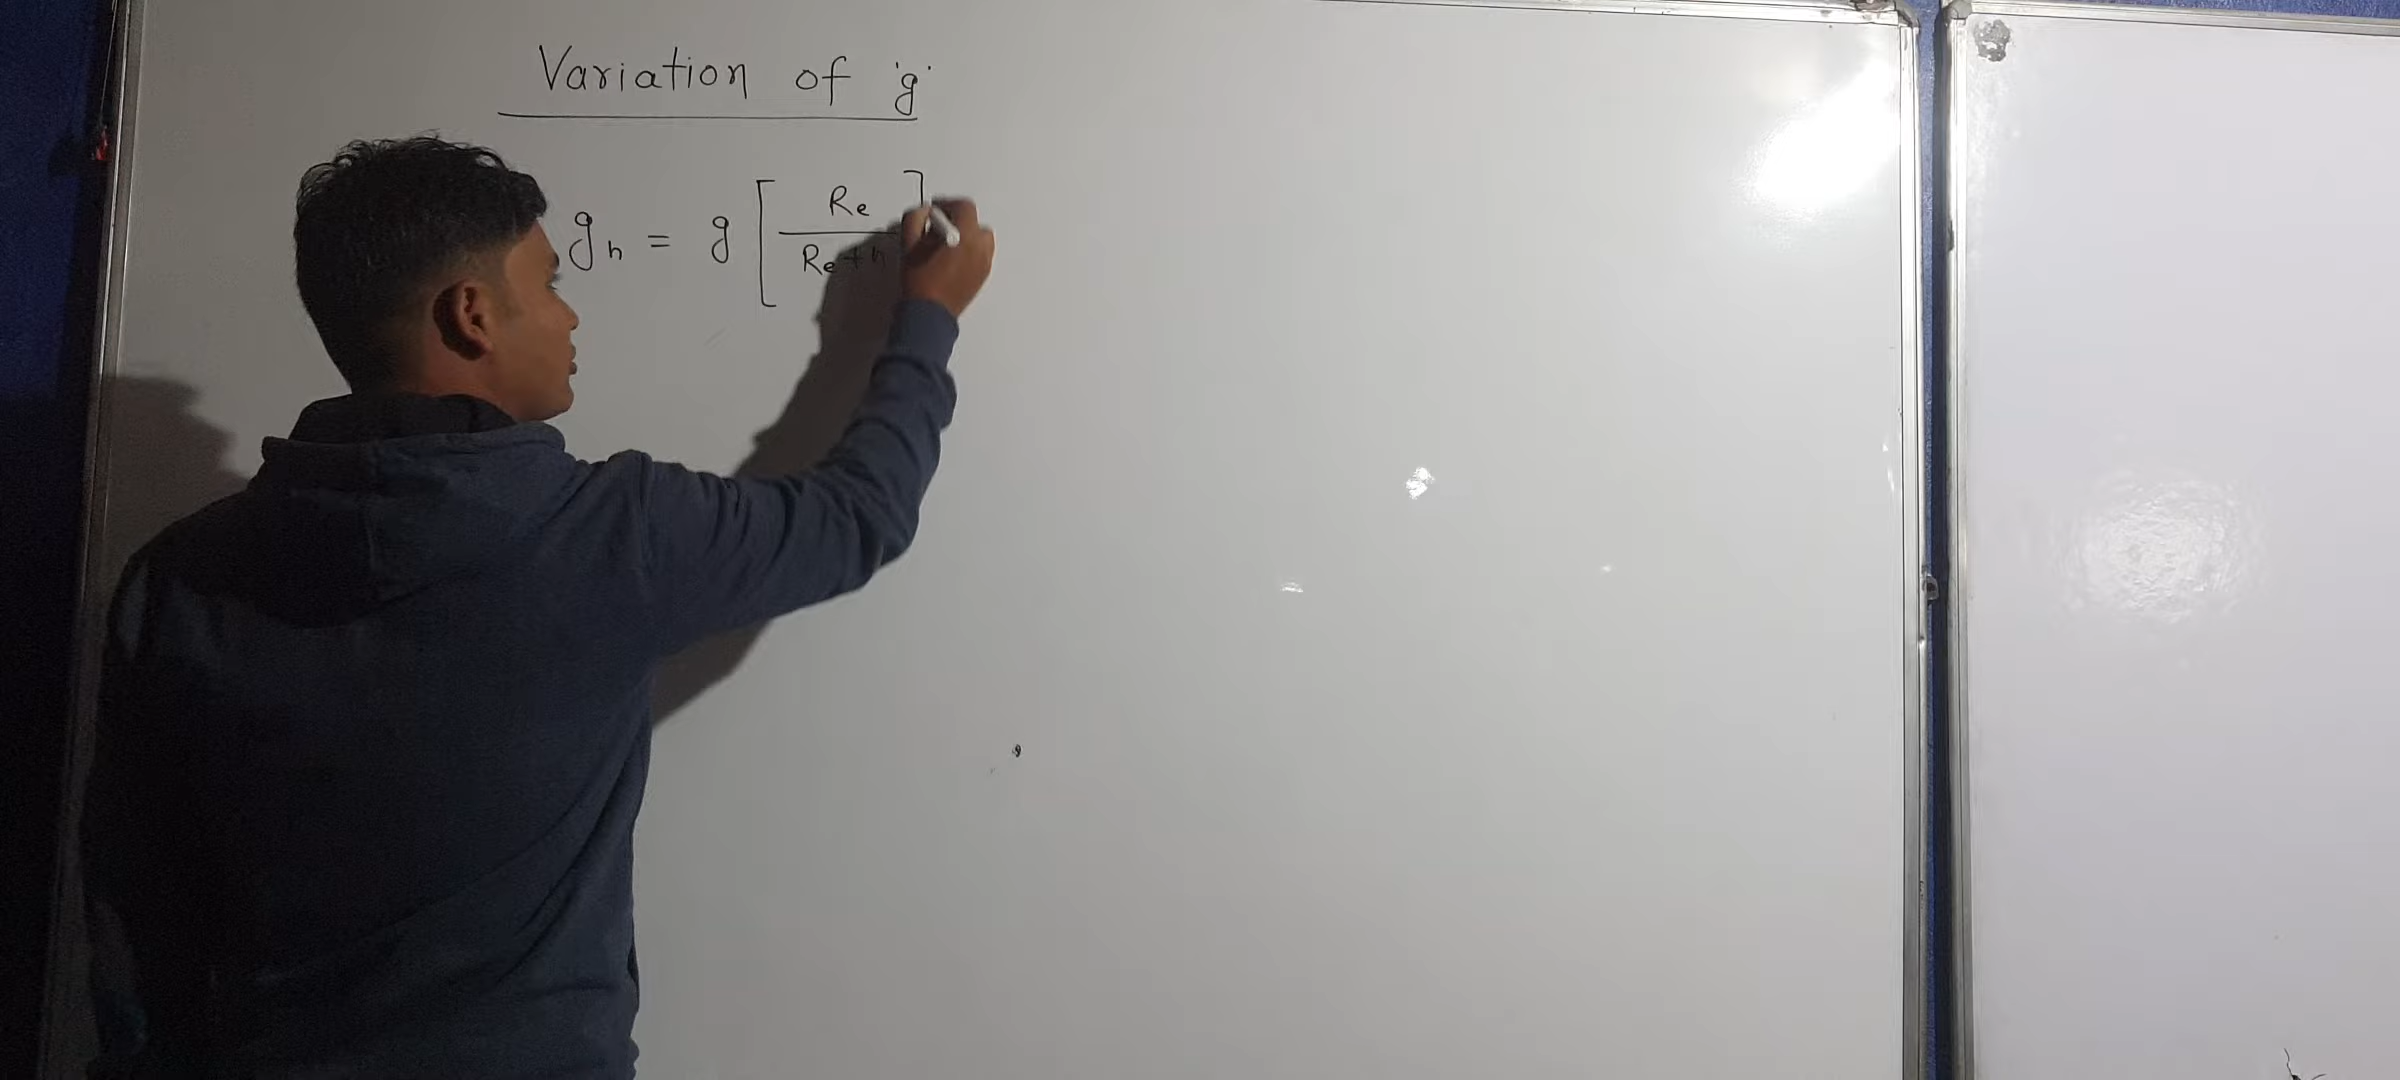 Variation of 'g'
gh = g [ Re / Re + h ]